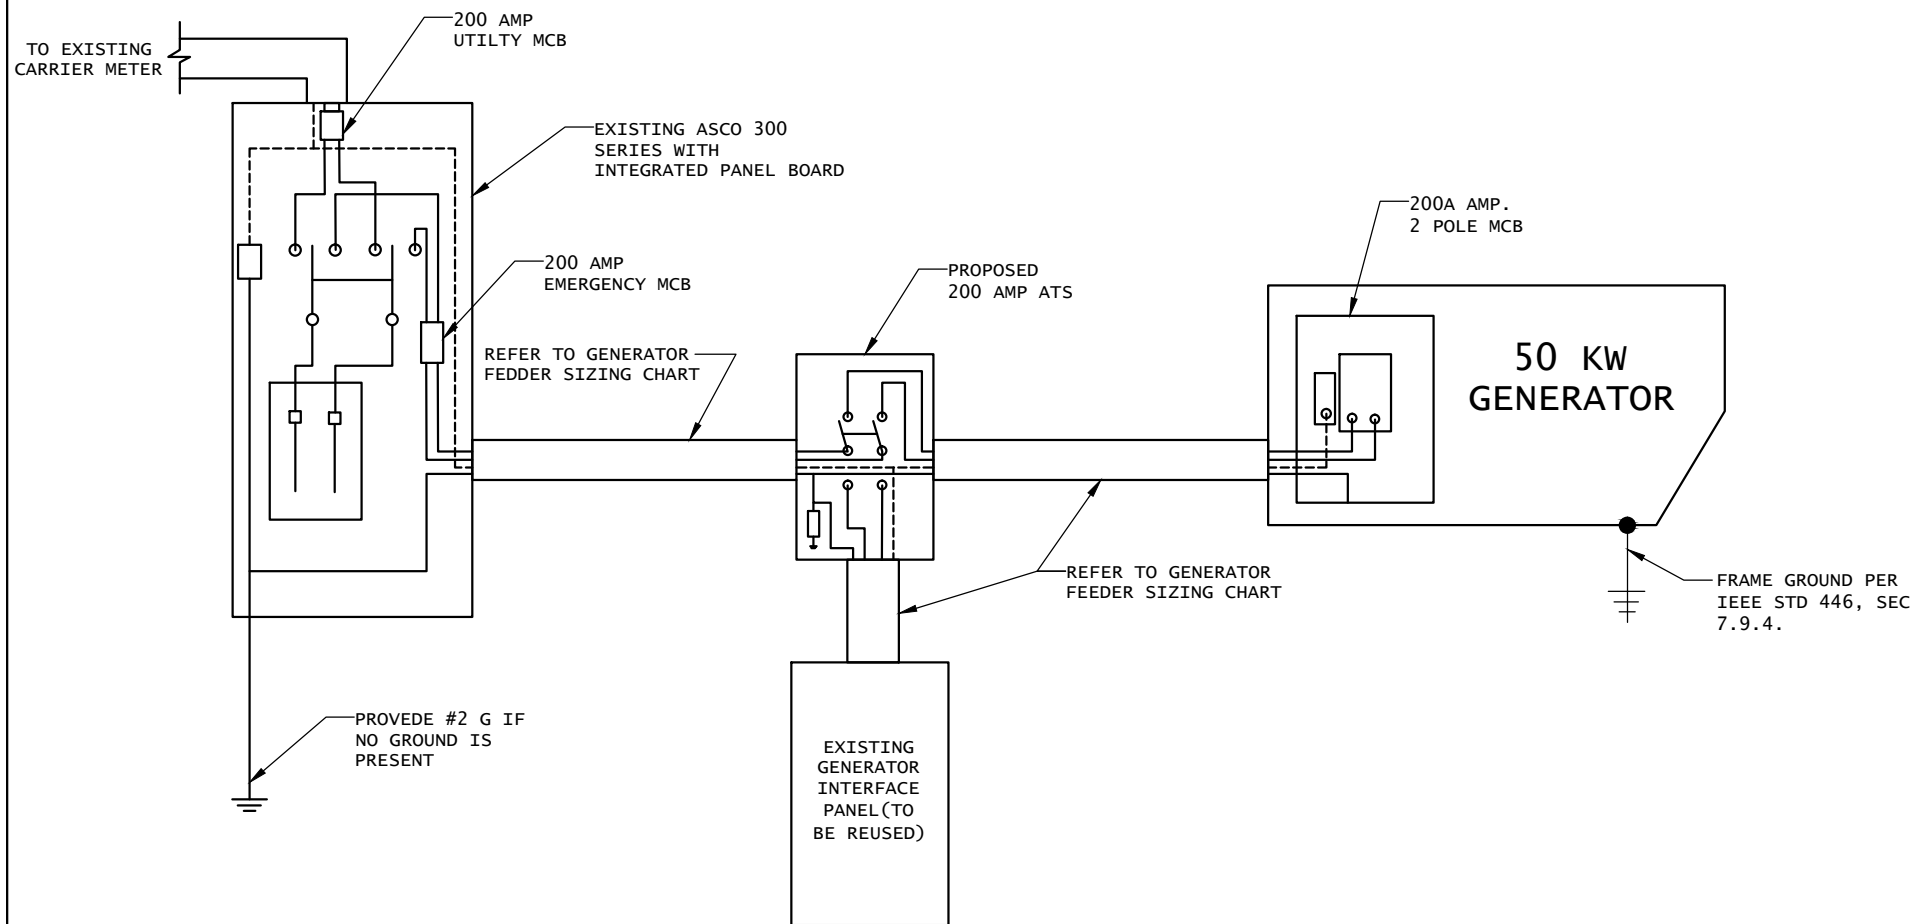 200 AMP
UTILTY MCB
TO EXISTING
CARRIER METER
EXISTING ASCO 300
SERIES WITH
INTEGRATED PANEL BOARD
200A AMP.
2 POLE MCB
200 AMP
EMERGENCY MCB
PROPOSED
200 AMP ATS
REFER TO GENERATOR
FEDDER SIZING CHART
50 KW
GENERATOR
REFER TO GENERATOR
FEEDER SIZING CHART
FRAME GROUND PER
IEEE STD 446, SEC
7.9.4.
PROVEDE #2 G IF
NO GROUND IS
PRESENT
EXISTING
GENERATOR
INTERFACE
PANEL(TO
BE REUSED)